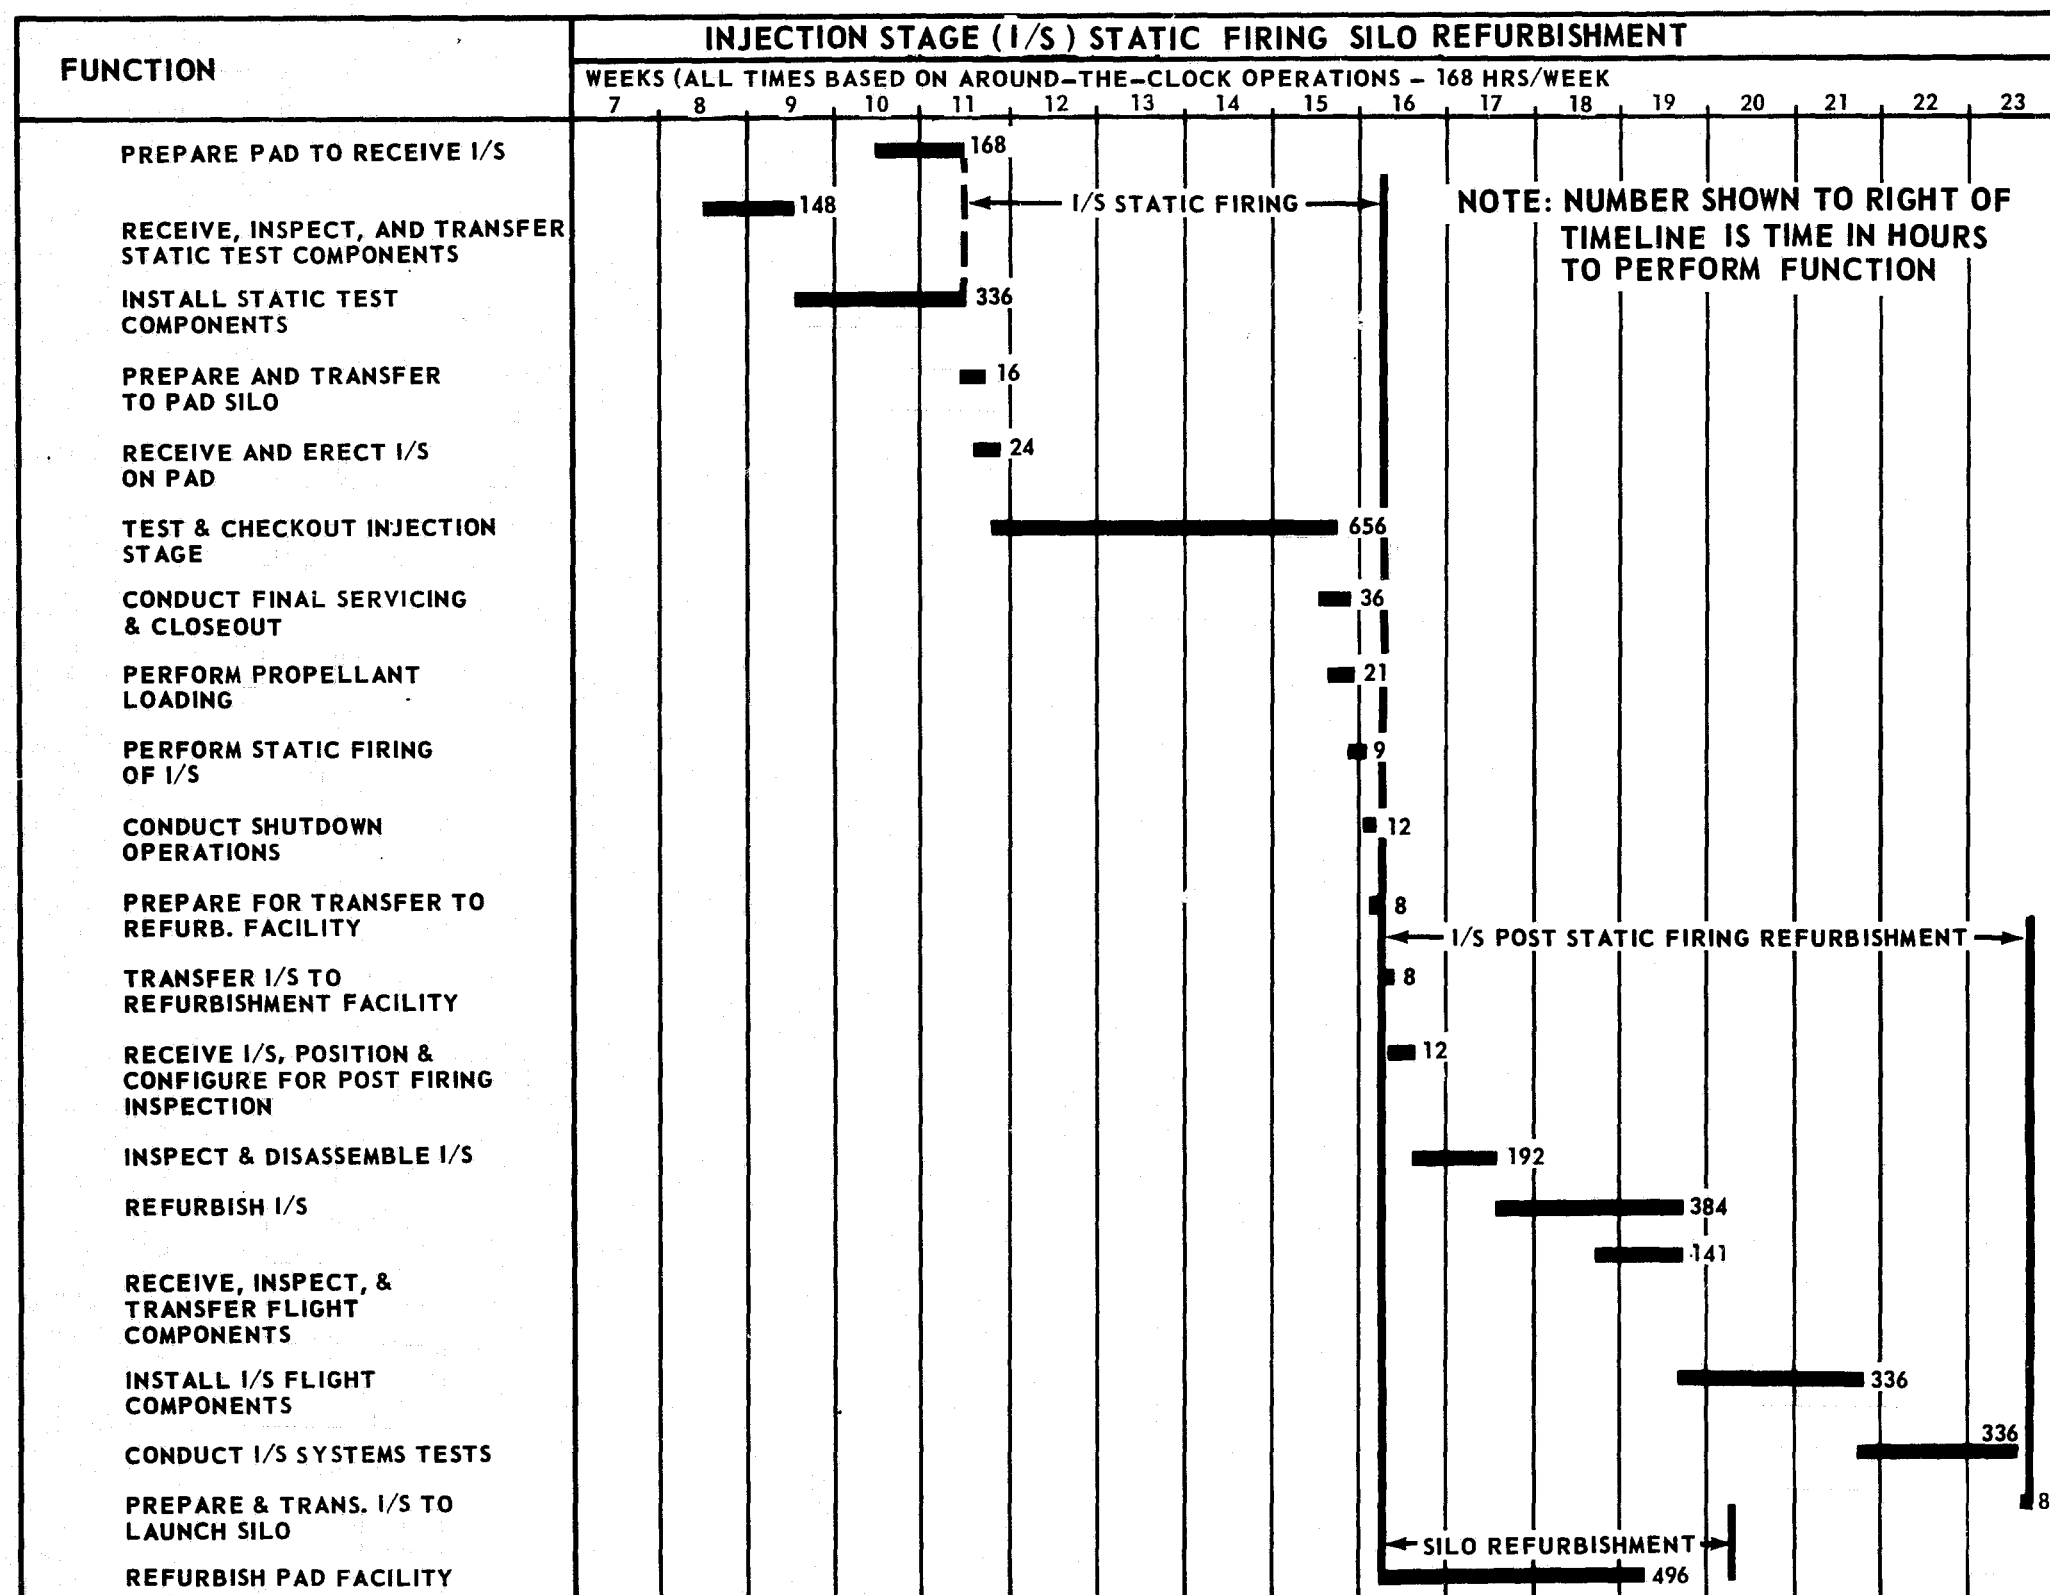 INJECTION STAGE (I/S) STATIC FIRING SILO REFURBISHMENT
FUNCTION
WEEKS (ALL TIMES BASED ON AROUND-THE-CLOCK OPERATIONS - 168 HRS/WEEK
7 8 9 10 11 12 13 14 15 16 17 18 19 20 21 22 23
PREPARE PAD TO RECEIVE I/S
168
148
I/S STATIC FIRING
NOTE: NUMBER SHOWN TO RIGHT OF
TIMELINE IS TIME IN HOURS
TO PERFORM FUNCTION
RECEIVE, INSPECT, AND TRANSFER
STATIC TEST COMPONENTS
INSTALL STATIC TEST
COMPONENTS
336
PREPARE AND TRANSFER
TO PAD SILO
16
RECEIVE AND ERECT I/S
ON PAD
24
TEST & CHECKOUT INJECTION
STAGE
656
CONDUCT FINAL SERVICING
& CLOSEOUT
36
PERFORM PROPELLANT
LOADING
21
PERFORM STATIC FIRING
OF I/S
9
CONDUCT SHUTDOWN
OPERATIONS
12
PREPARE FOR TRANSFER TO
REFURB. FACILITY
8
I/S POST STATIC FIRING REFURBISHMENT
TRANSFER I/S TO
REFURBISHMENT FACILITY
8
RECEIVE I/S, POSITION &
CONFIGURE FOR POST FIRING
INSPECTION
12
INSPECT & DISASSEMBLE I/S
192
REFURBISH I/S
384
141
RECEIVE, INSPECT, &
TRANSFER FLIGHT
COMPONENTS
INSTALL I/S FLIGHT
COMPONENTS
336
CONDUCT I/S SYSTEMS TESTS
336
PREPARE & TRANS. I/S TO
LAUNCH SILO
8
SILO REFURBISHMENT
REFURBISH PAD FACILITY
496